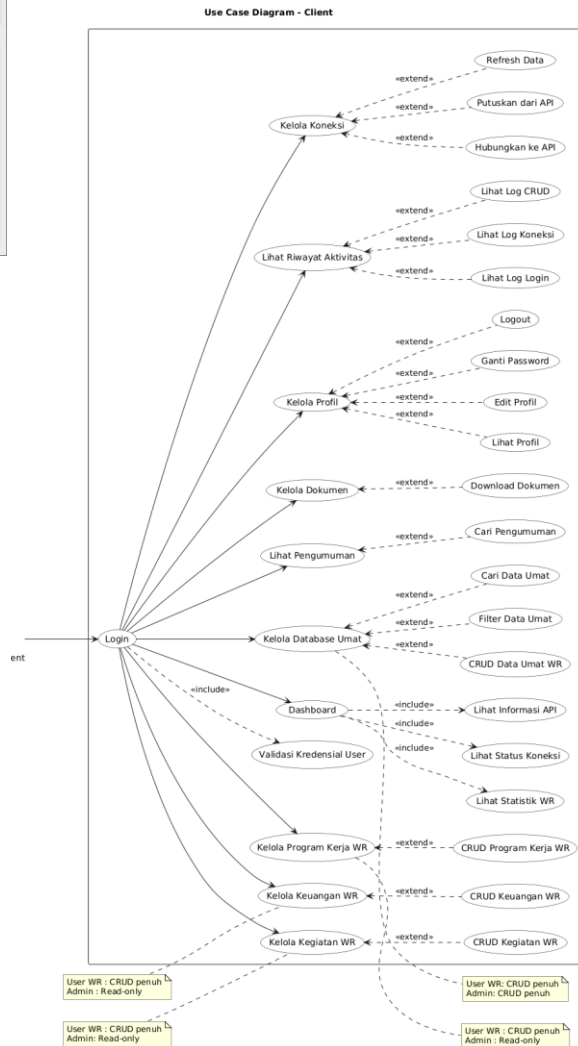 Use Case Diagram - Client
Refresh Data
«extend»
Putuskan dari API
«extend»
Kelola Koneksi
«extend»
Hubungkan ke API
Lihat Log CRUD
«extend»
Lihat Log Koneksi
«extend»
Lihat Riwayat Aktivitas
«extend»
Lihat Log Login
Logout
«extend»
Ganti Password
«extend»
Kelola Profil
«extend»
Edit Profil
«extend»
Lihat Profil
Kelola Dokumen
«extend»
Download Dokumen
«extend»
Cari Pengumuman
Lihat Pengumuman
Cari Data Umat
«extend»
Filter Data Umat
«extend»
Login
Kelola Database Umat
«extend»
CRUD Data Umat WR
ent
«include»
Dashboard
«include»
Lihat Informasi API
«include»
Validasi Kredensial User
«include»
Lihat Status Koneksi
Lihat Statistik WR
Kelola Program Kerja WR
«extend»
CRUD Program Kerja WR
Kelola Keuangan WR
«extend»
CRUD Keuangan WR
Kelola Kegiatan WR
«extend»
CRUD Kegiatan WR
User WR : CRUD penuh
Admin : Read-only
User WR: CRUD penuh
Admin: CRUD penuh
User WR : CRUD penuh
Admin: Read-only
User WR : CRUD penuh
Admin: Read-only